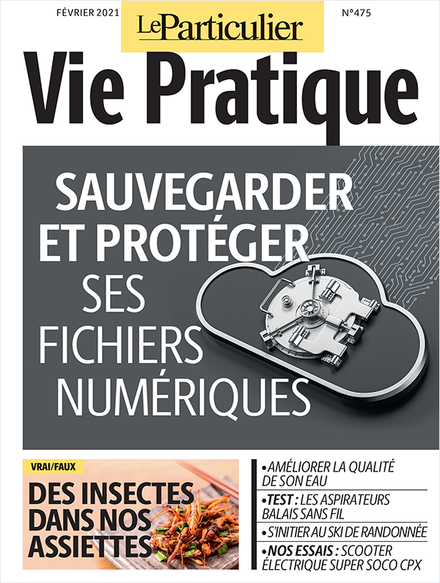 FÉVRIER 2021
Le Particulier
N°475
Vie Pratique
SAUVEGARDER
ET PROTÉGER
SES
FICHIERS
NUMÉRIQUES
VRAI/FAUX
DES INSECTES
DANS NOS
ASSIETTES
•AMÉLIORER LA QUALITÉ
DE SON EAU
•TEST : LES ASPIRATEURS
BALAIS SANS FIL
•S'INITIER AU SKI DE RANDONNÉE
•NOS ESSAIS : SCOOTER
ÉLECTRIQUE SUPER SOCO CPX